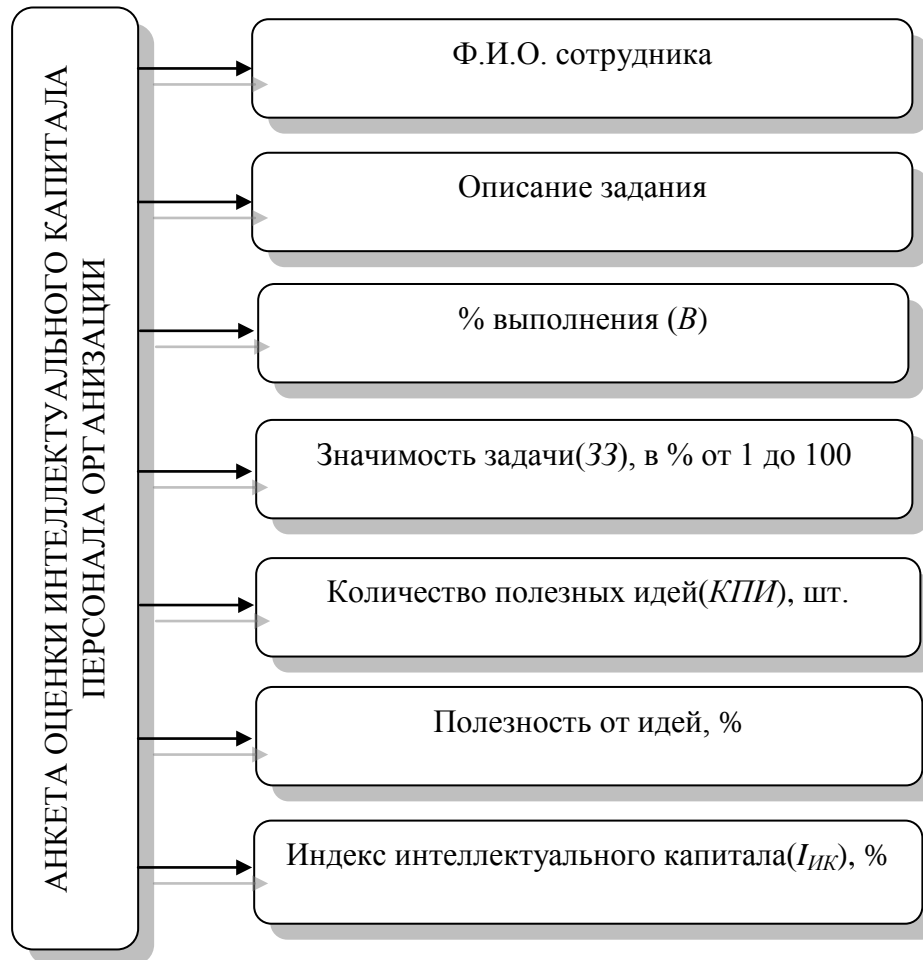 АНКЕТА ОЦЕНКИ ИНТЕЛЛЕКТУАЛЬНОГО КАПИТАЛА
ПЕРСОНАЛА ОРГАНИЗАЦИИ
Ф.И.О. сотрудника
Описание задания
% выполнения (В)
Значимость задачи(ЗЗ), в % от 1 до 100
Количество полезных идей(КПИ), шт.
Полезность от идей, %
Индекс интеллектуального капитала(I_ИК), %